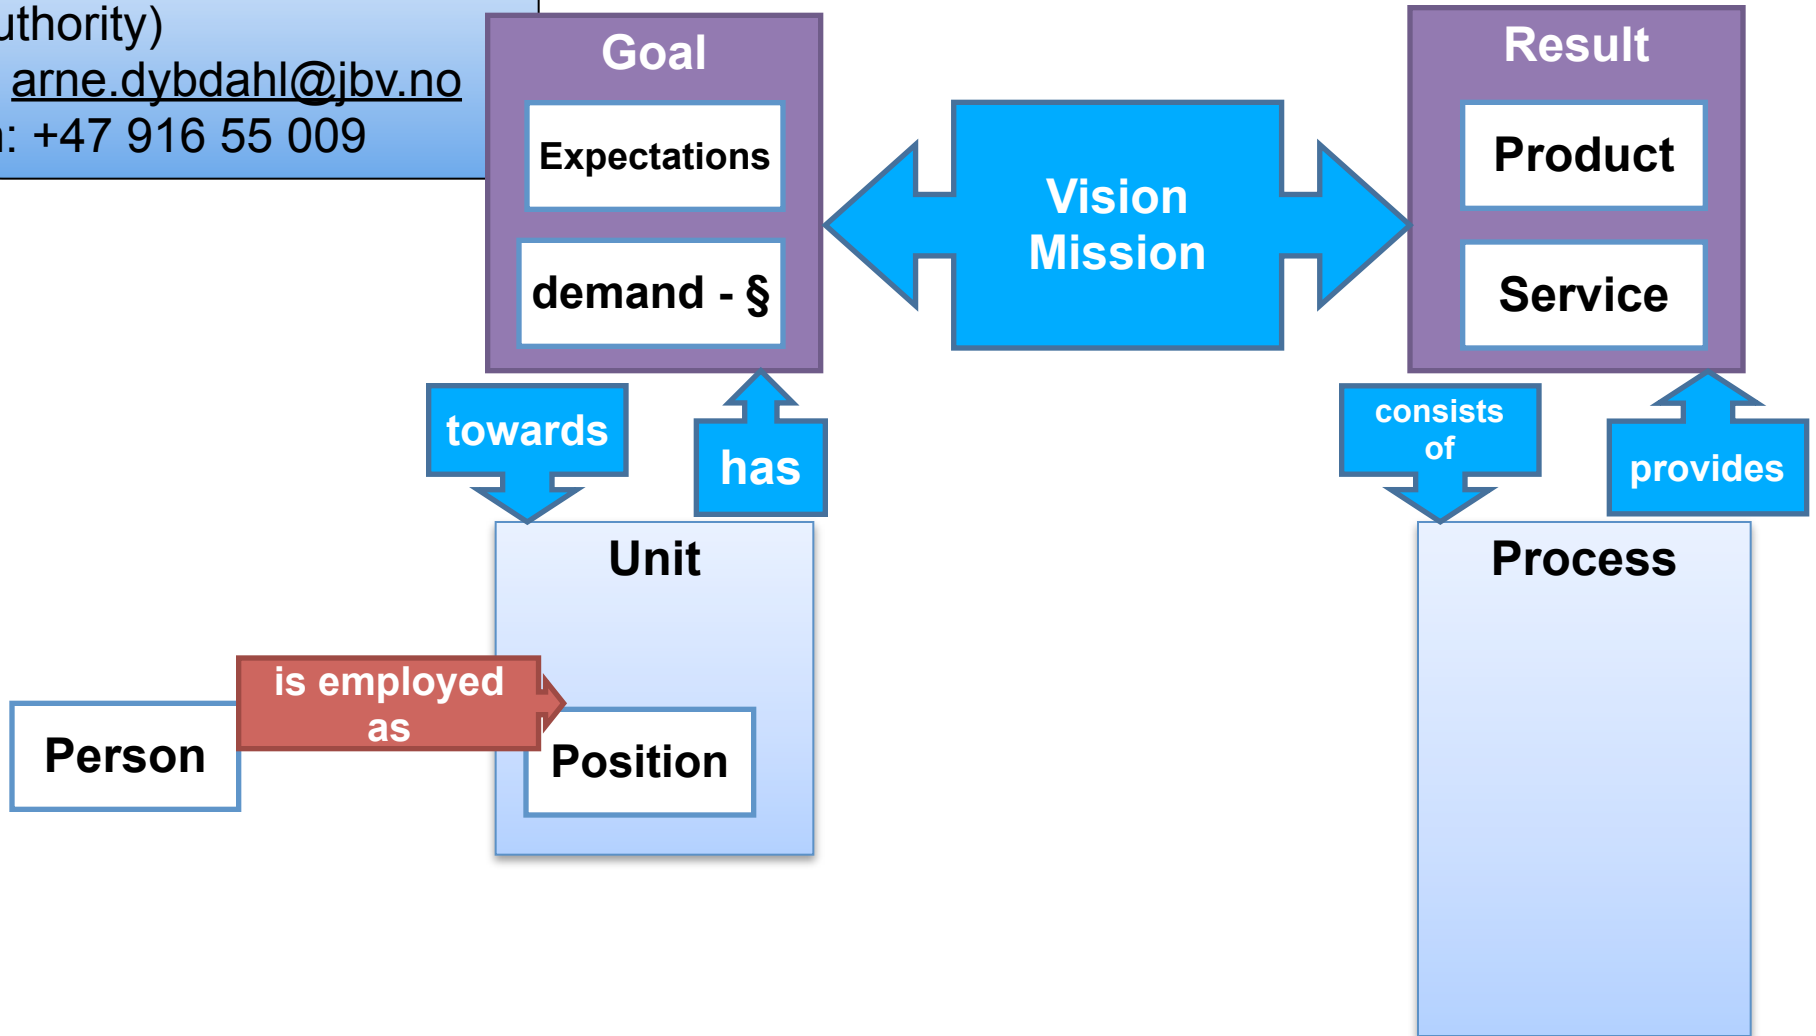 uthority)
arne.dybdahl@jbv.no
: +47 916 55 009
Goal
Expectations
demand - §
Vision
Mission
Result
Product
Service
towards
has
consists
of
provides
Unit
Process
is employed
as
Person
Position